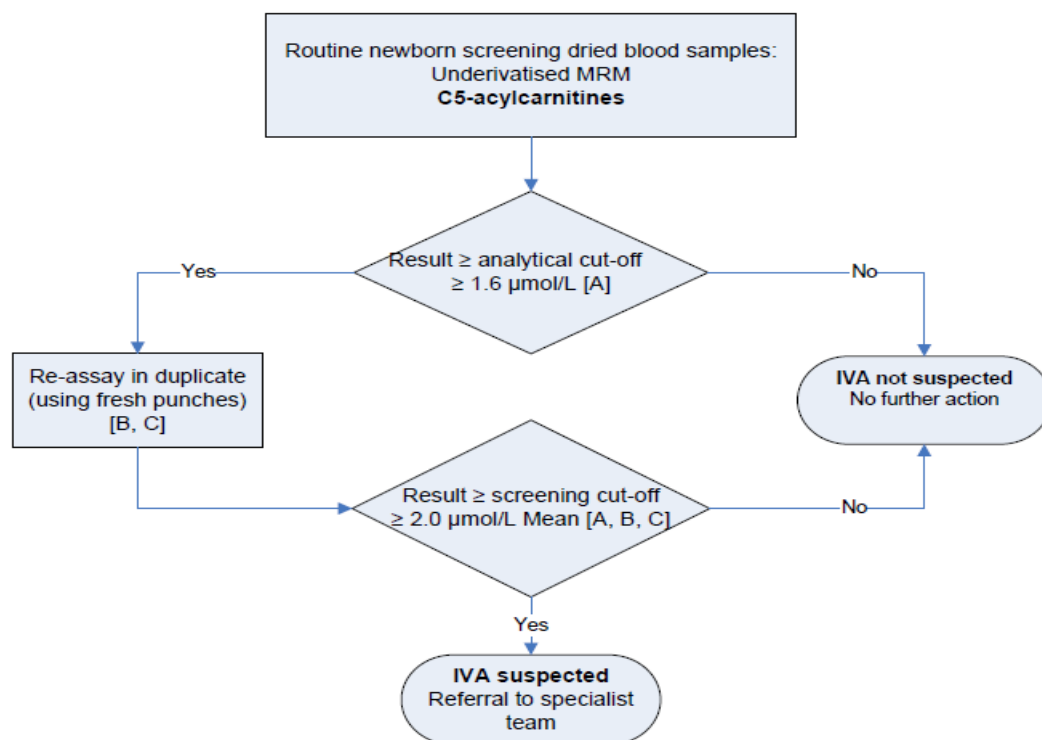 Routine newborn screening dried blood samples:
Underivatised MRM
C5-acylcarnitines
Result ≥ analytical cut-off
≥ 1.6 µmol/L [A]
Yes
No
Re-assay in duplicate
(using fresh punches)
[B, C]
IVA not suspected
No further action
Result ≥ screening cut-off
≥ 2.0 µmol/L Mean [A, B, C]
No
Yes
IVA suspected
Referral to specialist
team